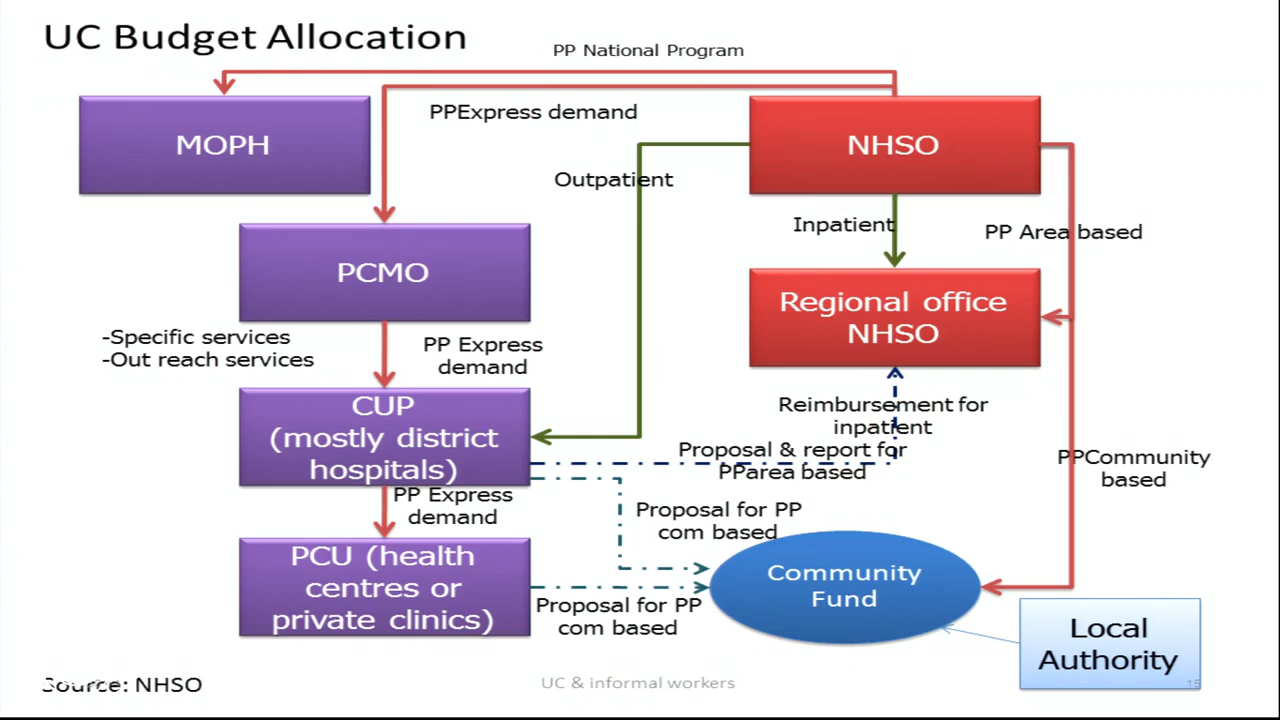 UC Budget Allocation
PP National Program
MOPH
PPExpress demand
NHSO
Outpatient
Inpatient
PP Area based
PCMO
Regional office
NHSO
-Specific services
-Out reach services
PP Express
demand
CUP
(mostly district
hospitals)
Reimbursement for
inpatient
Proposal & report for
PParea based
PPCommunity
based
PP Express
demand
Proposal for PP
com based
PCU (health
centres or
private clinics)
Community
Fund
Proposal for PP
com based
Local
Authority
Source: NHSO
UC & informal workers